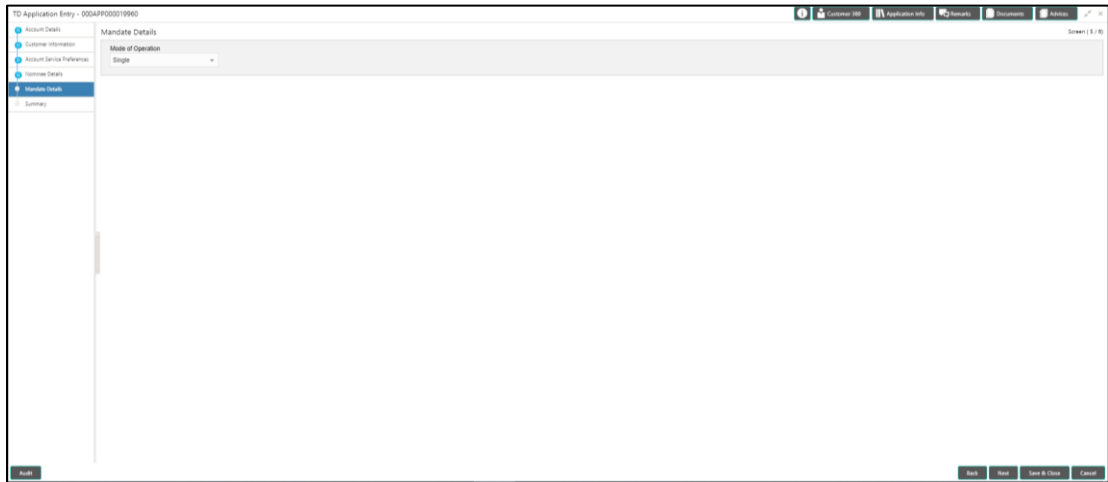 TD Application Entry - 000APP000019960
Customer 360
Application Info
Remarks
Documents
Advices
Account Details
Customer Information
Account Service Preferences
Nominee Details
Mandate Details
Summary
Mandate Details
Screen ( 5 / 6)
Mode of Operation
Single
Audit
Back
Next
Save & Close
Cancel